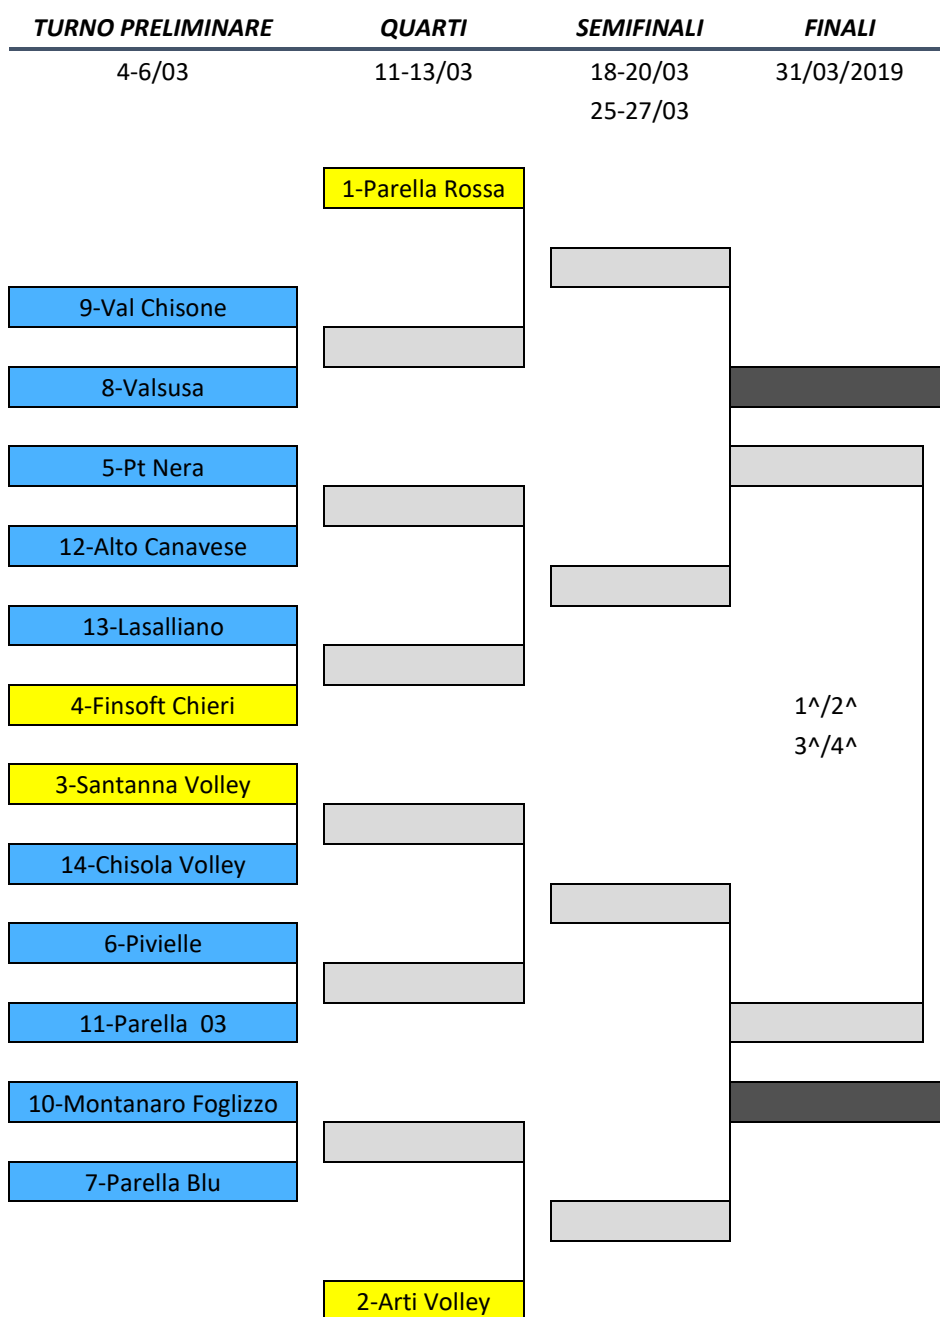 TURNO PRELIMINARE QUARTI SEMIFINALI FINALI
4-6/03 11-13/03 18-20/03 31/03/2019
25-27/03
1-Parella Rossa
9-Val Chisone
8-Valsusa
5-Pt Nera
12-Alto Canavese
13-Lasalliano
4-Finsoft Chieri 1^/2^
3^/4^
3-Santanna Volley
14-Chisola Volley
6-Pivielle
11-Parella 03
10-Montanaro Foglizzo
7-Parella Blu
2-Arti Volley